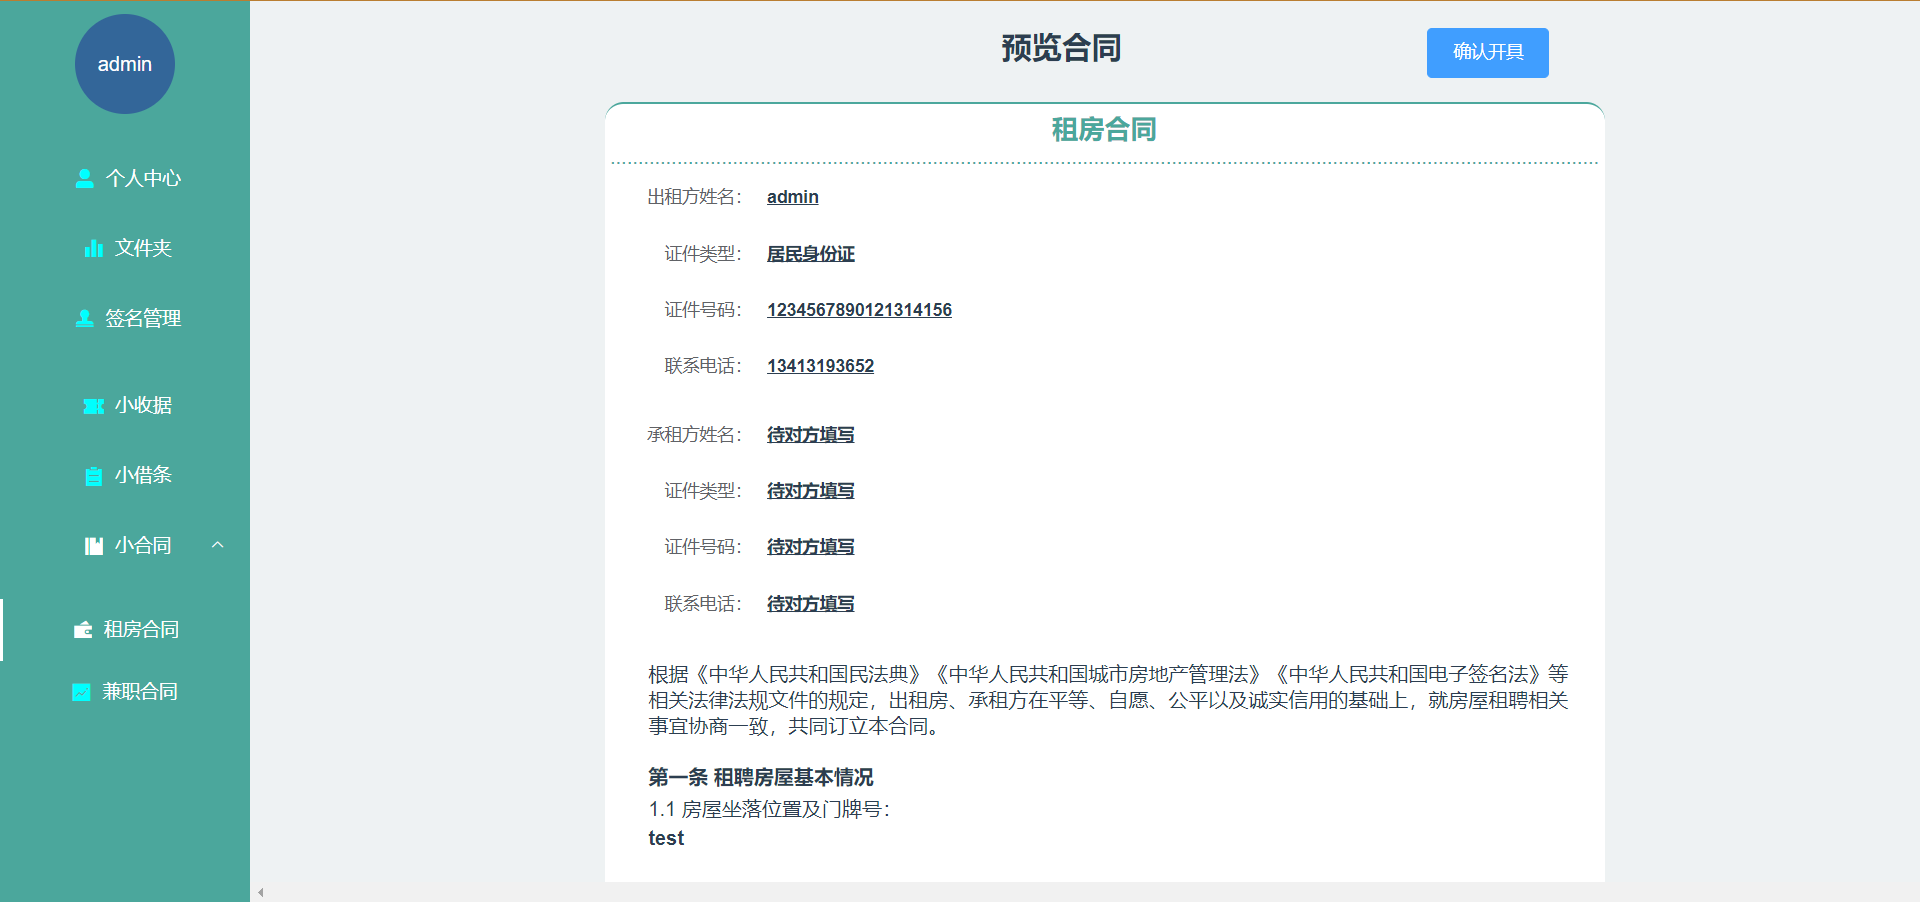 admin
个人中心
文件夹
签名管理
小收据
小借条
小合同
租房合同
兼职合同
预览合同
确认开具
租房合同
出租方姓名： admin
证件类型： 居民身份证
证件号码： 1234567890121314156
联系电话： 13413193652
承租方姓名： 待对方填写
证件类型： 待对方填写
证件号码： 待对方填写
联系电话： 待对方填写
根据《中华人民共和国民法典》《中华人民共和国城市房地产管理法》《中华人民共和国电子签名法》等
相关法律法规文件的规定，出租房、承租方在平等、自愿、公平以及诚实信用的基础上，就房屋租聘相关
事宜协商一致，共同订立本合同。
第一条 租聘房屋基本情况
1.1 房屋坐落位置及门牌号：
test